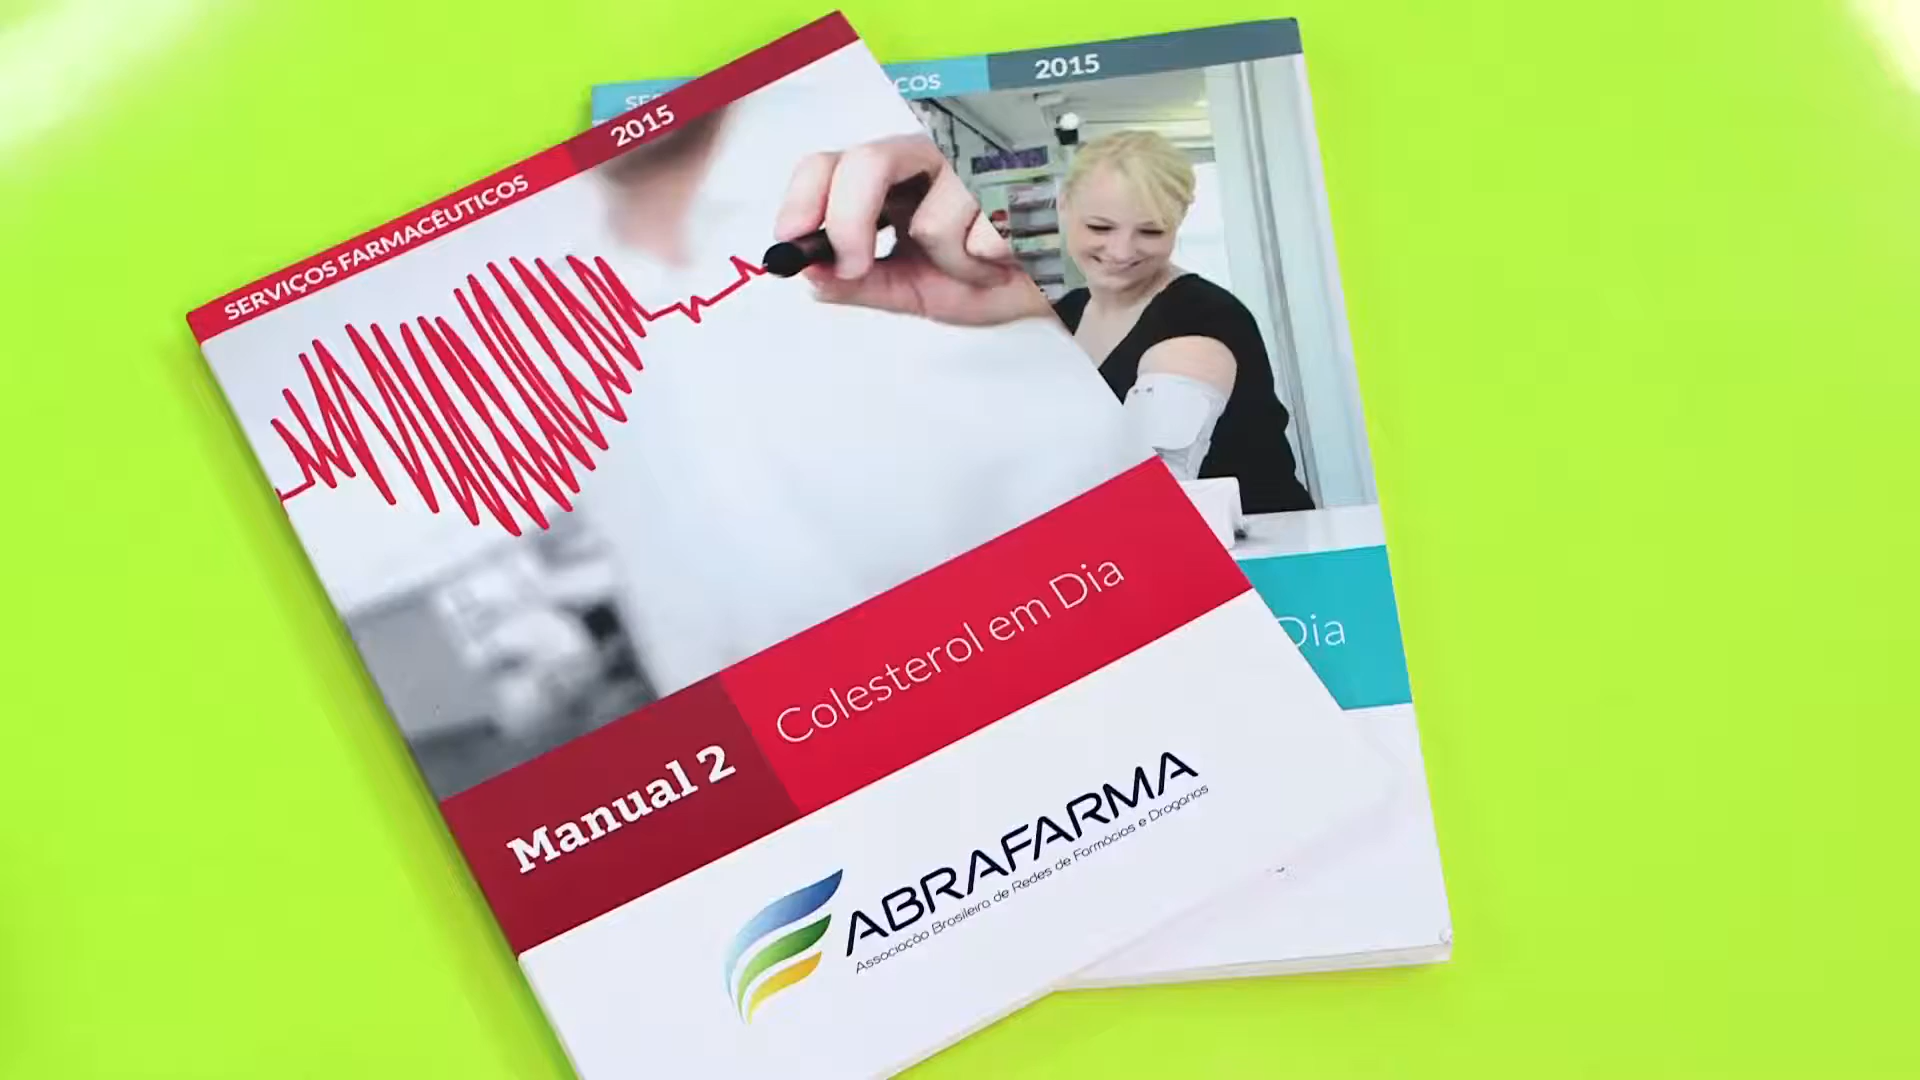 SERVIÇOS FARMACÊUTICOS 2015
Colesterol em Dia
Manual 2
ABRAFARMA
Associação Brasileira de Redes de Farmácias e Drogarias
2015
Dia